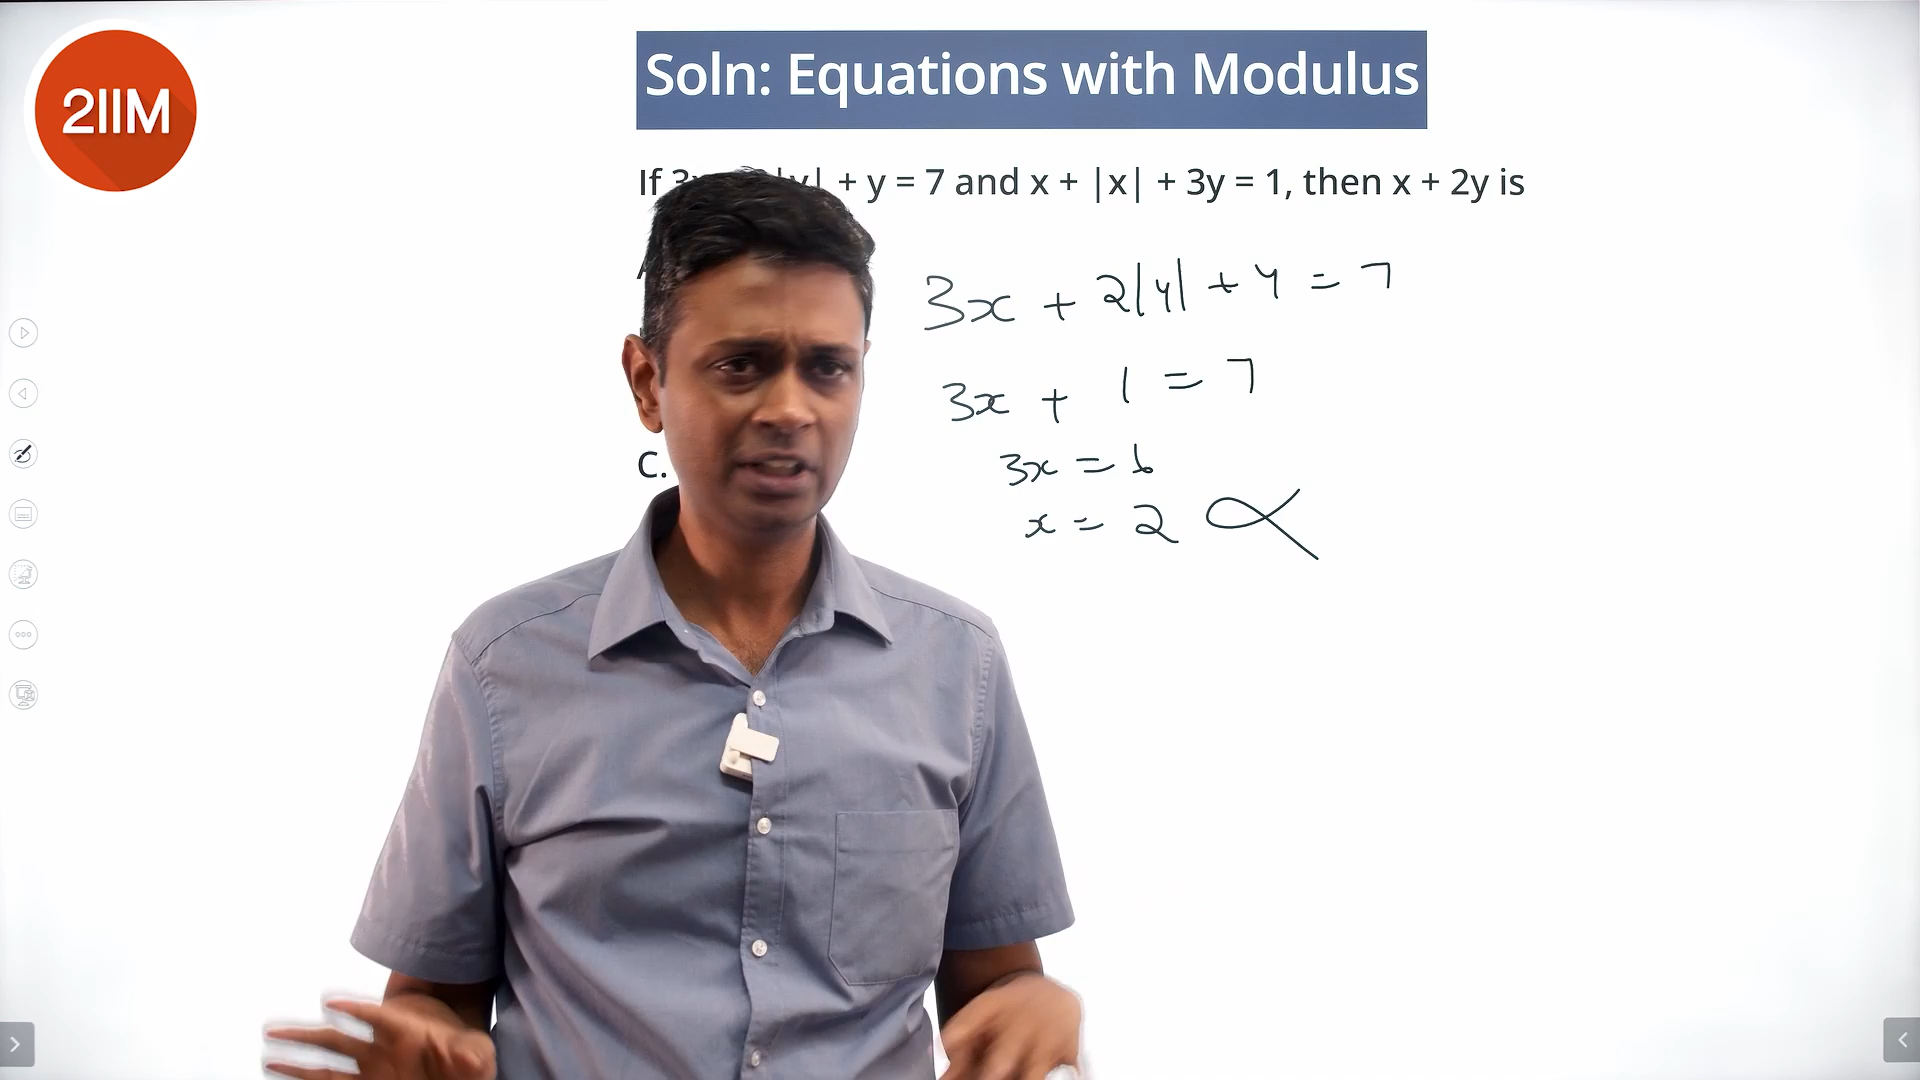 2IIM
Soln: Equations with Modulus
If 3x |y| + y = 7 and x + |x| + 3y = 1, then x + 2y is
3x + 2|y| + y = 7
3x + 1 = 7
C.
3x = 6
x = 2